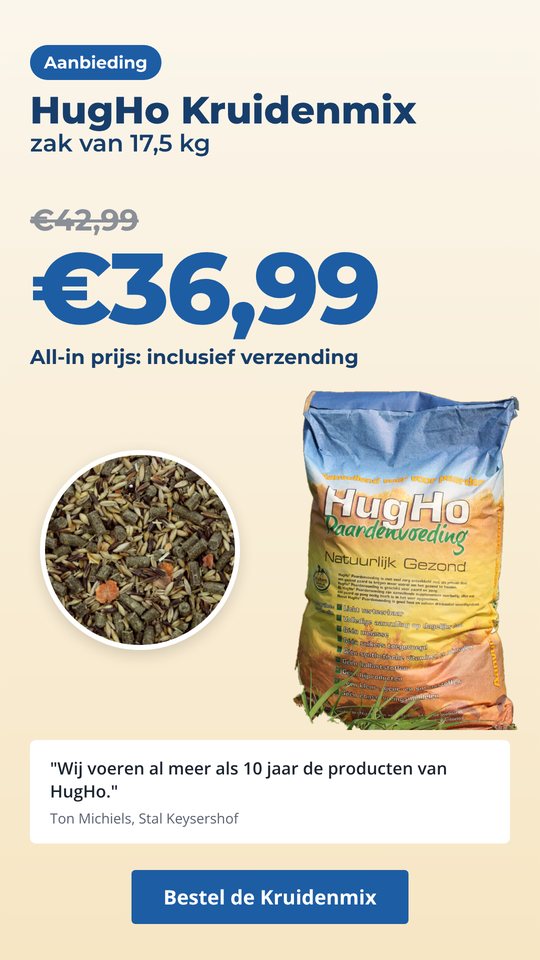 Aanbieding
HugHo Kruidenmix
zak van 17,5 kg
€42,99
€36,99
All-in prijs: inclusief verzending
HugHo
Paardenvoeding
Natuurlijk Gezond
Licht verteerbaar
"Wij voeren al meer als 10 jaar de producten van
HugHo."
Ton Michiels, Stal Keysershof
Bestel de Kruidenmix